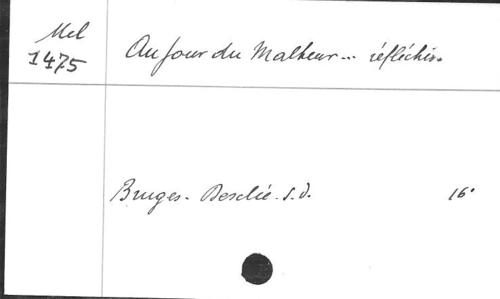 Mel
1475
Au jour du Malheur... réfléchis.
Bruges. Desclée. s.d.
16°